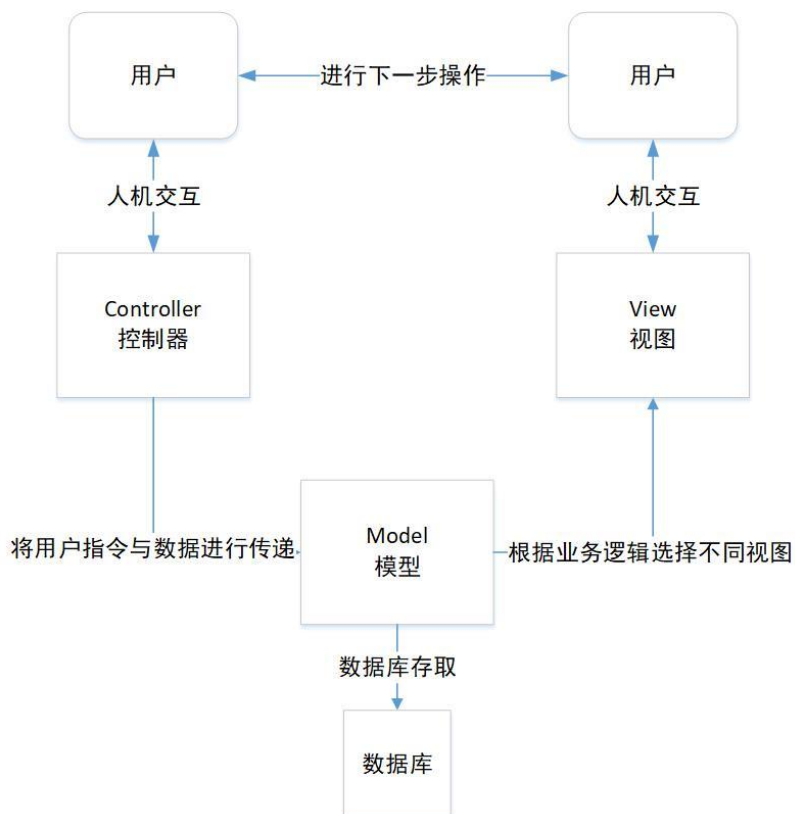 用户
进行下一步操作
用户
人机交互
人机交互
Controller
控制器
View
视图
Model
模型
将用户指令与数据进行传递
根据业务逻辑选择不同视图
数据库存取
数据库